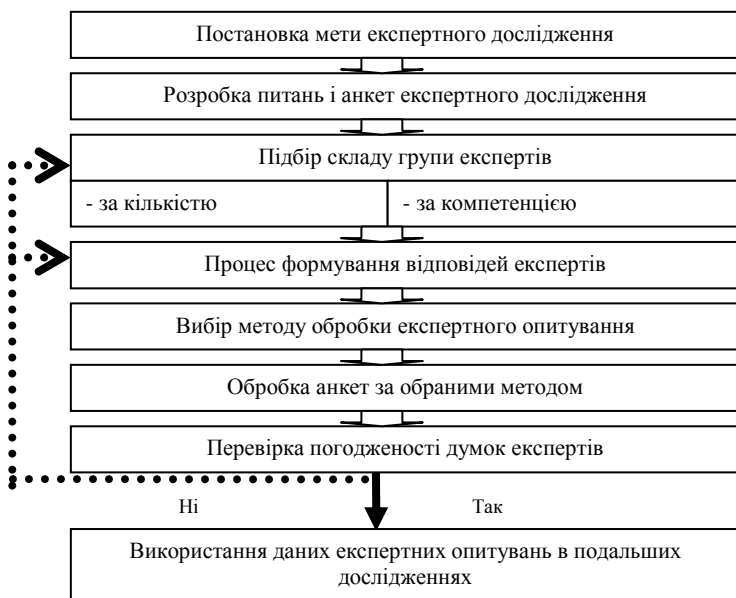 Постановка мети експертного дослідження
Розробка питань і анкет експертного дослідження
Підбір складу групи експертів
- за кількістю
- за компетенцією
Процес формування відповідей експертів
Вибір методу обробки експертного опитування
Обробка анкет за обраними методом
Перевірка погодженості думок експертів
Ні
Так
Використання даних експертних опитувань в подальших
дослідженнях